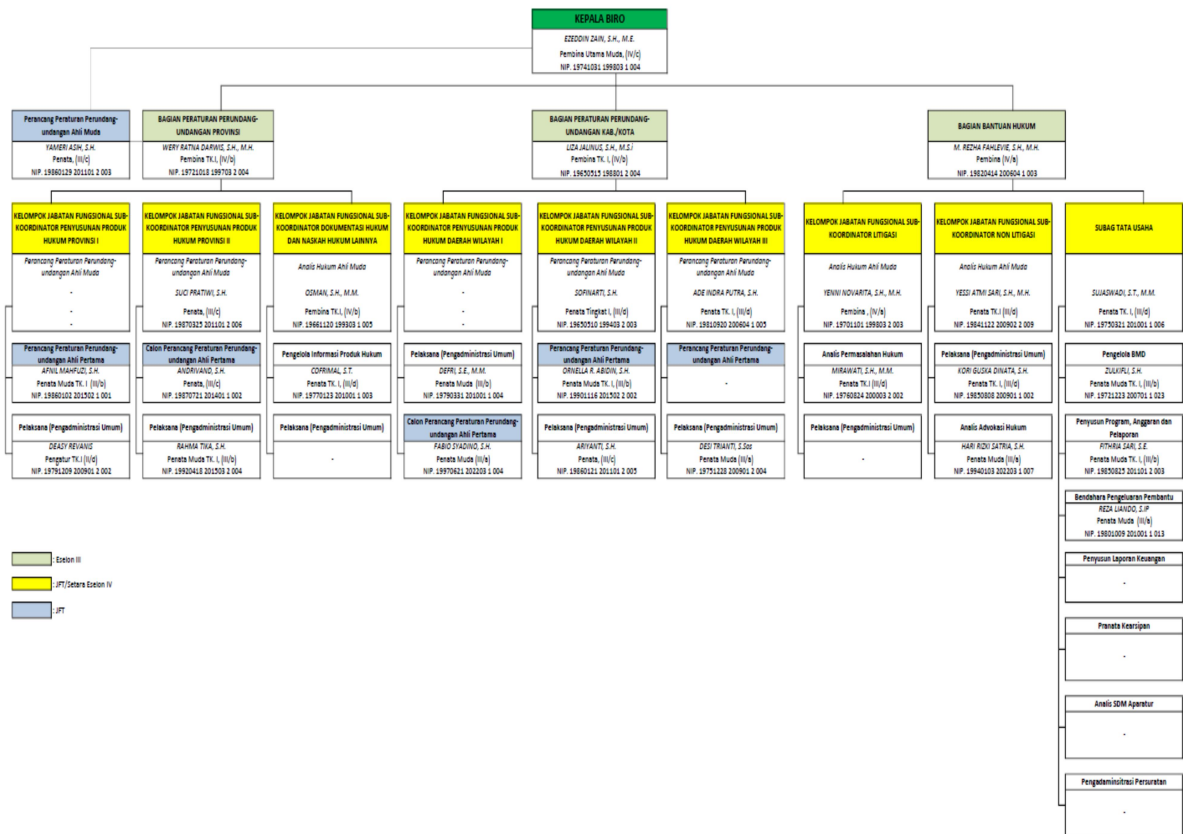 KEPALA BIRO
EZEDDIN ZAIN, S.H., M.E.
Pembina Utama Muda, (IV/c)
NIP. 19741031 199803 1 004
Perancang Peraturan Perundang-
undangan Ahli Muda
YAMERI ASIH, S.H.
Penata, (III/c)
NIP. 19860129 201101 2 003
BAGIAN PERATURAN PERUNDANG-
UNDANGAN PROVINSI
WERY RATNA DARWIS, S.H., M.H.
Pembina TK.I, (IV/b)
NIP. 19721018 199703 2 004
BAGIAN PERATURAN PERUNDANG-
UNDANGAN KAB./KOTA
LIZA JALINUS, S.H., M.S.i
Pembina TK. I, (IV/b)
NIP. 19650515 198801 2 004
BAGIAN BANTUAN HUKUM
M. REZHA FAHLEVIE, S.H., M.H.
Pembina (IV/a)
NIP. 19820414 200604 1 003
KELOMPOK JABATAN FUNGSIONAL SUB-
KOORDINATOR PENYUSUNAN PRODUK
HUKUM PROVINSI I
Perancang Peraturan Perundang-
undangan Ahli Muda
-
-
-
Perancang Peraturan Perundang-
undangan Ahli Pertama
AFNIL MAHFUZI, S.H.
Penata Muda TK. I (III/b)
NIP. 19860102 201502 1 001
Pelaksana (Pengadministrasi Umum)
DEASY REVANIS
Pengatur TK.I (II/d)
NIP. 19791209 200901 2 002
KELOMPOK JABATAN FUNGSIONAL SUB-
KOORDINATOR PENYUSUNAN PRODUK
HUKUM PROVINSI II
Perancang Peraturan Perundang-
undangan Ahli Muda
SUCI PRATIWI, S.H.
Penata, (III/c)
NIP. 19870325 201101 2 006
Calon Perancang Peraturan Perundang-
undangan Ahli Pertama
ANDRIVAND, S.H.
Penata, (III/c)
NIP. 19870721 201401 1 002
Pelaksana (Pengadministrasi Umum)
RAHMA TIKA, S.H.
Penata Muda TK. I, (III/b)
NIP. 19920418 201503 2 004
KELOMPOK JABATAN FUNGSIONAL SUB-
KOORDINATOR DOKUMENTASI HUKUM
DAN NASKAH HUKUM LAINNYA
Analis Hukum Ahli Muda
OSMAN, S.H., M.M.
Pembina TK.I, (IV/b)
NIP. 19661120 199303 1 005
Pengelola Informasi Produk Hukum
COFRIMAL, S.T.
Penata TK. I, (III/d)
NIP. 19770123 201001 1 003
Pelaksana (Pengadministrasi Umum)
-
KELOMPOK JABATAN FUNGSIONAL SUB-
KOORDINATOR PENYUSUNAN PRODUK
HUKUM DAERAH WILAYAH I
Perancang Peraturan Perundang-
undangan Ahli Muda
-
-
-
Pelaksana (Pengadministrasi Umum)
DEFRI, S.E., M.M.
Penata Muda (III/b)
NIP. 19790331 201001 1 004
Calon Perancang Peraturan Perundang-
undangan Ahli Pertama
FABIO SYADINO, S.H.
Penata Muda (III/a)
NIP. 19970621 202203 1 004
KELOMPOK JABATAN FUNGSIONAL SUB-
KOORDINATOR PENYUSUNAN PRODUK
HUKUM DAERAH WILAYAH II
Perancang Peraturan Perundang-
undangan Ahli Muda
SOFINARTI, S.H.
Penata Tingkat I, (III/d)
NIP. 19650510 199403 2 003
Perancang Peraturan Perundang-
undangan Ahli Pertama
ORNELLA R. ABIDIN, S.H.
Penata Muda TK. I, (III/b)
NIP. 19901116 201502 2 002
Pelaksana (Pengadministrasi Umum)
ARIYANTI, S.H.
Penata, (III/c)
NIP. 19860121 201101 2 005
KELOMPOK JABATAN FUNGSIONAL SUB-
KOORDINATOR PENYUSUNAN PRODUK
HUKUM DAERAH WILAYAH III
Perancang Peraturan Perundang-
undangan Ahli Muda
ADE INDRA PUTRA, S.H.
Penata TK. I, (III/d)
NIP. 19810920 200604 1 005
Perancang Peraturan Perundang-
undangan Ahli Pertama
-
Pelaksana (Pengadministrasi Umum)
DESI TRIANTI, S.Sos
Penata Muda (III/a)
NIP. 19751228 200901 2 004
KELOMPOK JABATAN FUNGSIONAL SUB-
KOORDINATOR LITIGASI
Analis Hukum Ahli Muda
YENNI NOVARITA, S.H., M.H.
Pembina , (IV/a)
NIP. 19701101 199803 2 003
Analis Permasalahan Hukum
MIRAWATI, S.H., M.M.
Penata TK.I (III/d)
NIP. 19760824 200003 2 002
Pelaksana (Pengadministrasi Umum)
-
KELOMPOK JABATAN FUNGSIONAL SUB-
KOORDINATOR NON LITIGASI
Analis Hukum Ahli Muda
YESSI ATMI SARI, S.H., M.H.
Penata TK.I (III/d)
NIP. 19841122 200902 2 009
Pelaksana (Pengadministrasi Umum)
KORI GUSKA DINATA, S.H.
Penata TK. I, (III/d)
NIP. 19850808 200901 1 002
Analis Advokasi Hukum
HARI RIZKI SATRIA, S.H.
Penata Muda (III/a)
NIP. 19940103 202203 1 007
SUBAG TATA USAHA
SUJASWADI, S.T., M.M.
Penata TK. I, (III/d)
NIP. 19750321 201001 1 006
Pengelola BMD
ZULKIFLI, S.H.
Penata Muda TK. I, (III/b)
NIP. 19721223 200701 1 023
Penyusun Program, Anggaran dan
Pelaporan
FITHRIA SARI, S.E.
Penata Muda TK. I, (III/b)
NIP. 19850825 201101 2 003
Bendahara Pengeluaran Pembantu
REZA LIANDO, S.IP
Penata Muda (III/a)
NIP. 19801009 201001 1 013
Penyusun Laporan Keuangan
-
Pranata Kearsipan
-
Analis SDM Aparatur
-
Pengadaminsitrasi Persuratan
-
: Eselon III
: JFT/Setara Eselon IV
: JFT